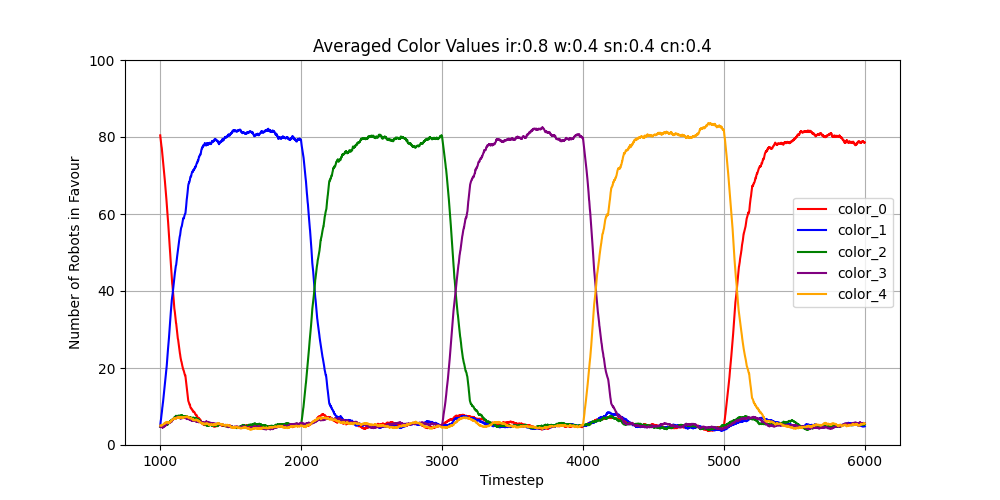 Averaged Color Values ir:0.8 w:0.4 sn:0.4 cn:0.4
Number of Robots in Favour
100
80
60
40
20
0
1000 2000 3000 4000 5000 6000
Timestep
color_0
color_1
color_2
color_3
color_4